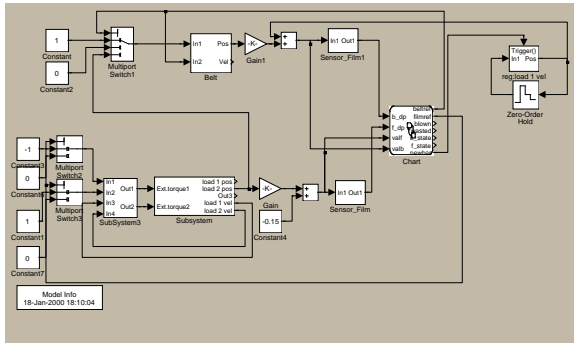 1
Constant
0
Constant2
Multiport
Switch1
In1 Pos
In2 Vel
Belt
-K-
Gain1
+
+
In1 Out1
Sensor_Film1
Trigger()
In1 Pos
reg:load 1 vel
Zero-Order
Hold
b_dp
f_dp
valf
valb
beltref
filmref
blown
f_state
Chart
-1
Constant3
0
1
Constant1
0
Constant7
Multiport
Switch2
Multiport
Switch3
In1
In2
In3
In4
Out1
Out2
SubSystem3
Ext.torque1
Ext.torque2
load 1 pos
load 2 pos
Out3
load 1 vel
load 2 vel
Subsystem
-K-
Gain
+
+
-0.15
Constant4
In1 Out1
Sensor_Film
Model Info
18-Jan-2000 18:10:04